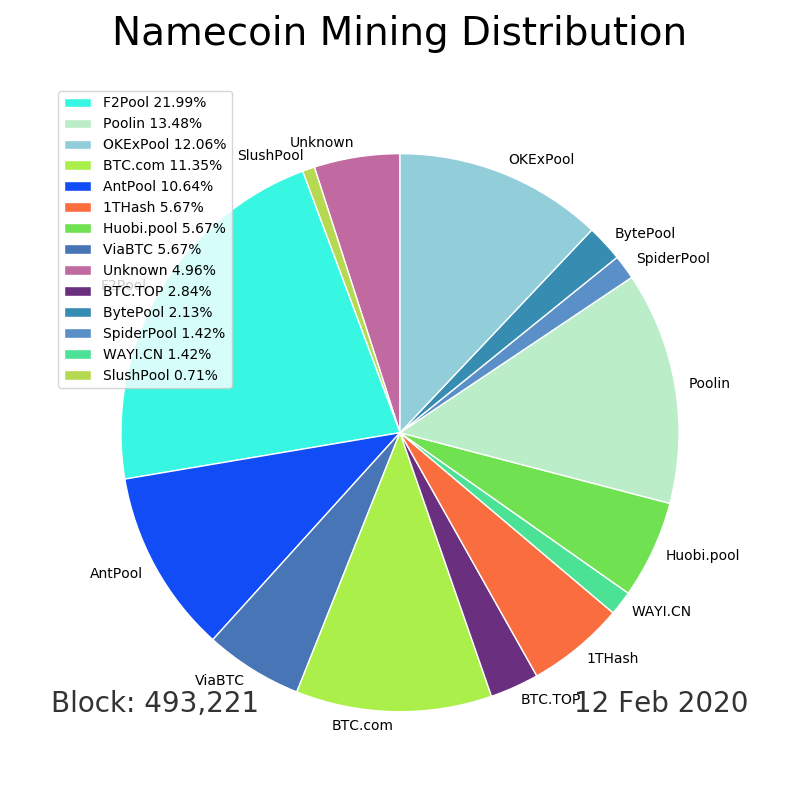 Namecoin Mining Distribution
F2Pool 21.99%
Poolin 13.48%
OKExPool 12.06%
BTC.com 11.35%
AntPool 10.64%
1THash 5.67%
Huobi.pool 5.67%
ViaBTC 5.67%
Unknown 4.96%
BTC.TOP 2.84%
BytePool 2.13%
SpiderPool 1.42%
WAYI.CN 1.42%
SlushPool 0.71%
Unknown
SlushPool
OKExPool
BytePool
SpiderPool
F2Pool
Poolin
Huobi.pool
AntPool
WAYI.CN
1THash
ViaBTC
BTC.TOP
BTC.com
Block: 493,221
12 Feb 2020